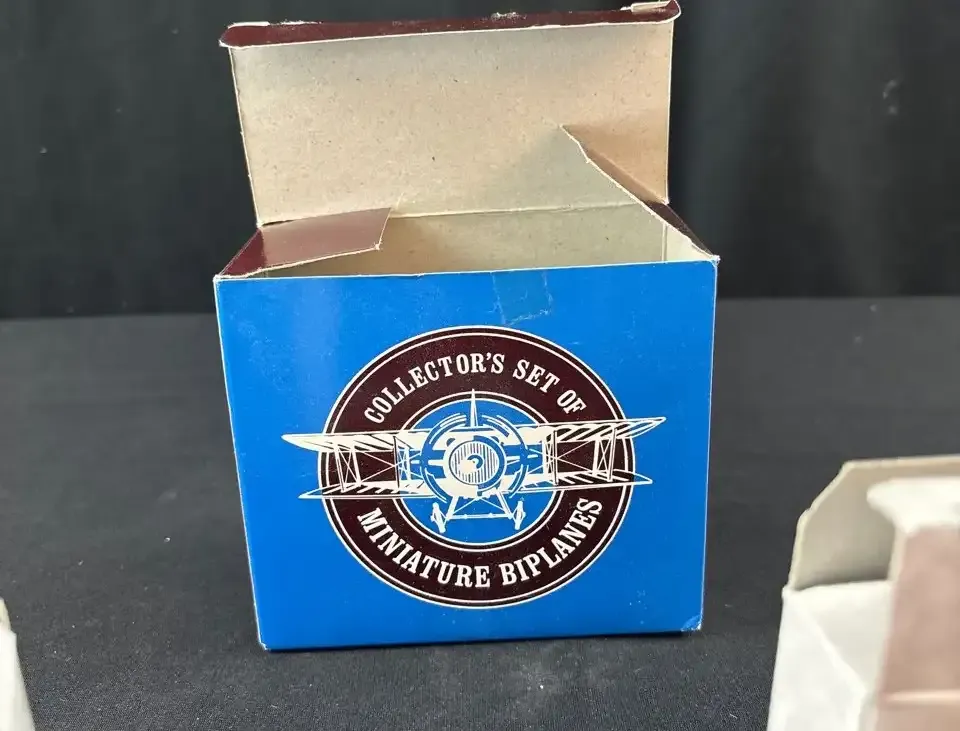 COLLECTOR'S SET OF
MINIATURE BIPLANES